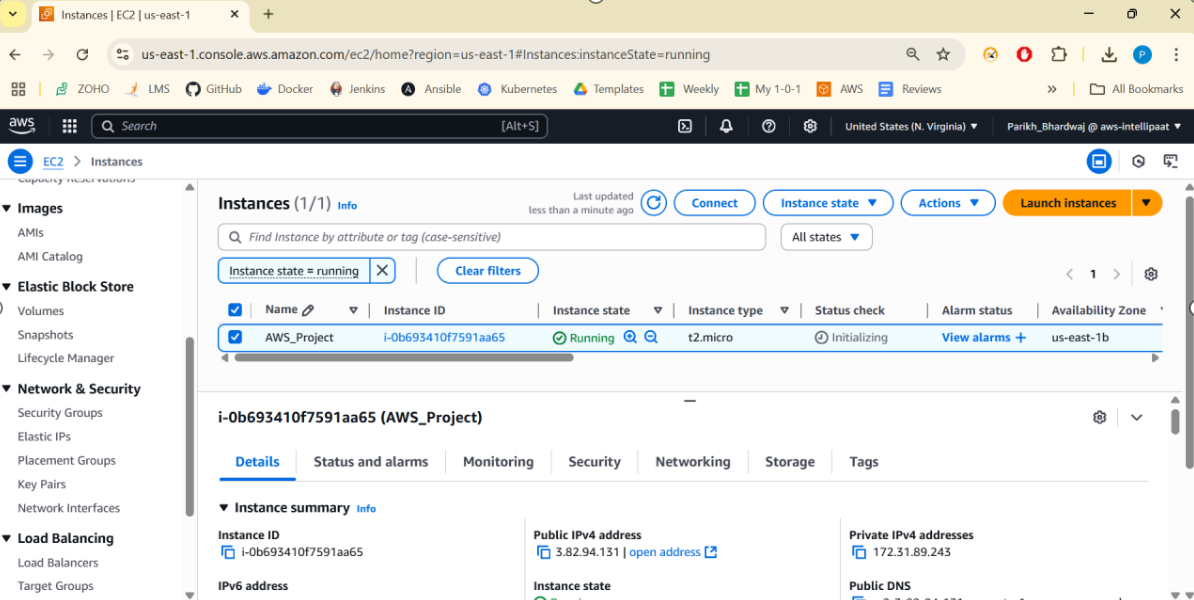 Instances | EC2 | us-east-1
us-east-1.console.aws.amazon.com/ec2/home?region=us-east-1#Instances:instanceState=running
P
ZOHO LMS GitHub Docker Jenkins Ansible Kubernetes Templates Weekly My 1-0-1 AWS Reviews » All Bookmarks
aws Search [Alt+S] United States (N. Virginia) Parikh_Bhardwaj @ aws-intellipaat
EC2 > Instances
Capacity Reservations
Images
AMIs
AMI Catalog
Elastic Block Store
Volumes
Snapshots
Lifecycle Manager
Network & Security
Security Groups
Elastic IPs
Placement Groups
Key Pairs
Network Interfaces
Load Balancing
Load Balancers
Target Groups
Instances (1/1) Info
Last updated
less than a minute ago
Connect Instance state Actions Launch instances
Find Instance by attribute or tag (case-sensitive) All states
Instance state = running Clear filters
1
Name Instance ID Instance state Instance type Status check Alarm status Availability Zone
AWS_Project i-0b693410f7591aa65 Running t2.micro Initializing View alarms + us-east-1b
i-0b693410f7591aa65 (AWS_Project)
Details Status and alarms Monitoring Security Networking Storage Tags
Instance summary Info
Instance ID
i-0b693410f7591aa65
Public IPv4 address
3.82.94.131 | open address
Private IPv4 addresses
172.31.89.243
IPv6 address
Instance state
Public DNS